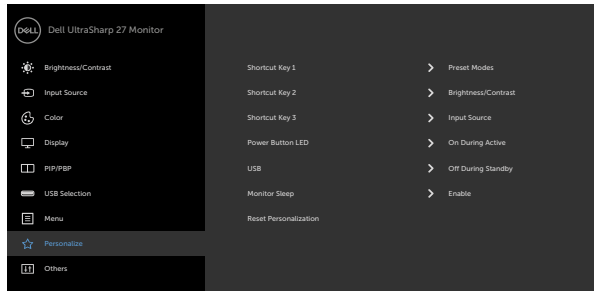 DELL Dell UltraSharp 27 Monitor
Brightness/Contrast
Input Source
Color
Display
PIP/PBP
USB Selection
Menu
Personalize
Others
Shortcut Key 1 Preset Modes
Shortcut Key 2 Brightness/Contrast
Shortcut Key 3 Input Source
Power Button LED On During Active
USB Off During Standby
Monitor Sleep Enable
Reset Personalization